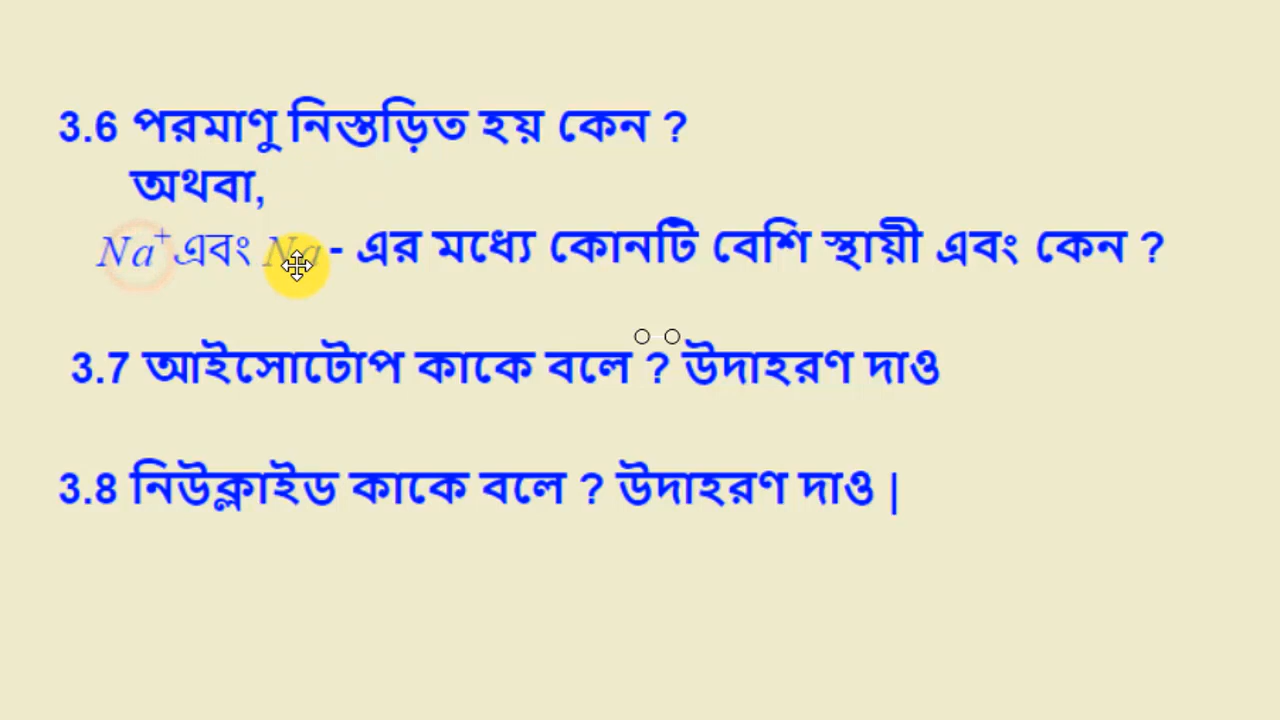 3.6 পরমাণু নিস্তড়িত হয় কেন ?
অথবা,
Na⁺ এবং Na - এর মধ্যে কোনটি বেশি স্থায়ী এবং কেন ?
3.7 আইসোটোপ কাকে বলে ? উদাহরণ দাও
3.8 নিউক্লাইড কাকে বলে ? উদাহরণ দাও |